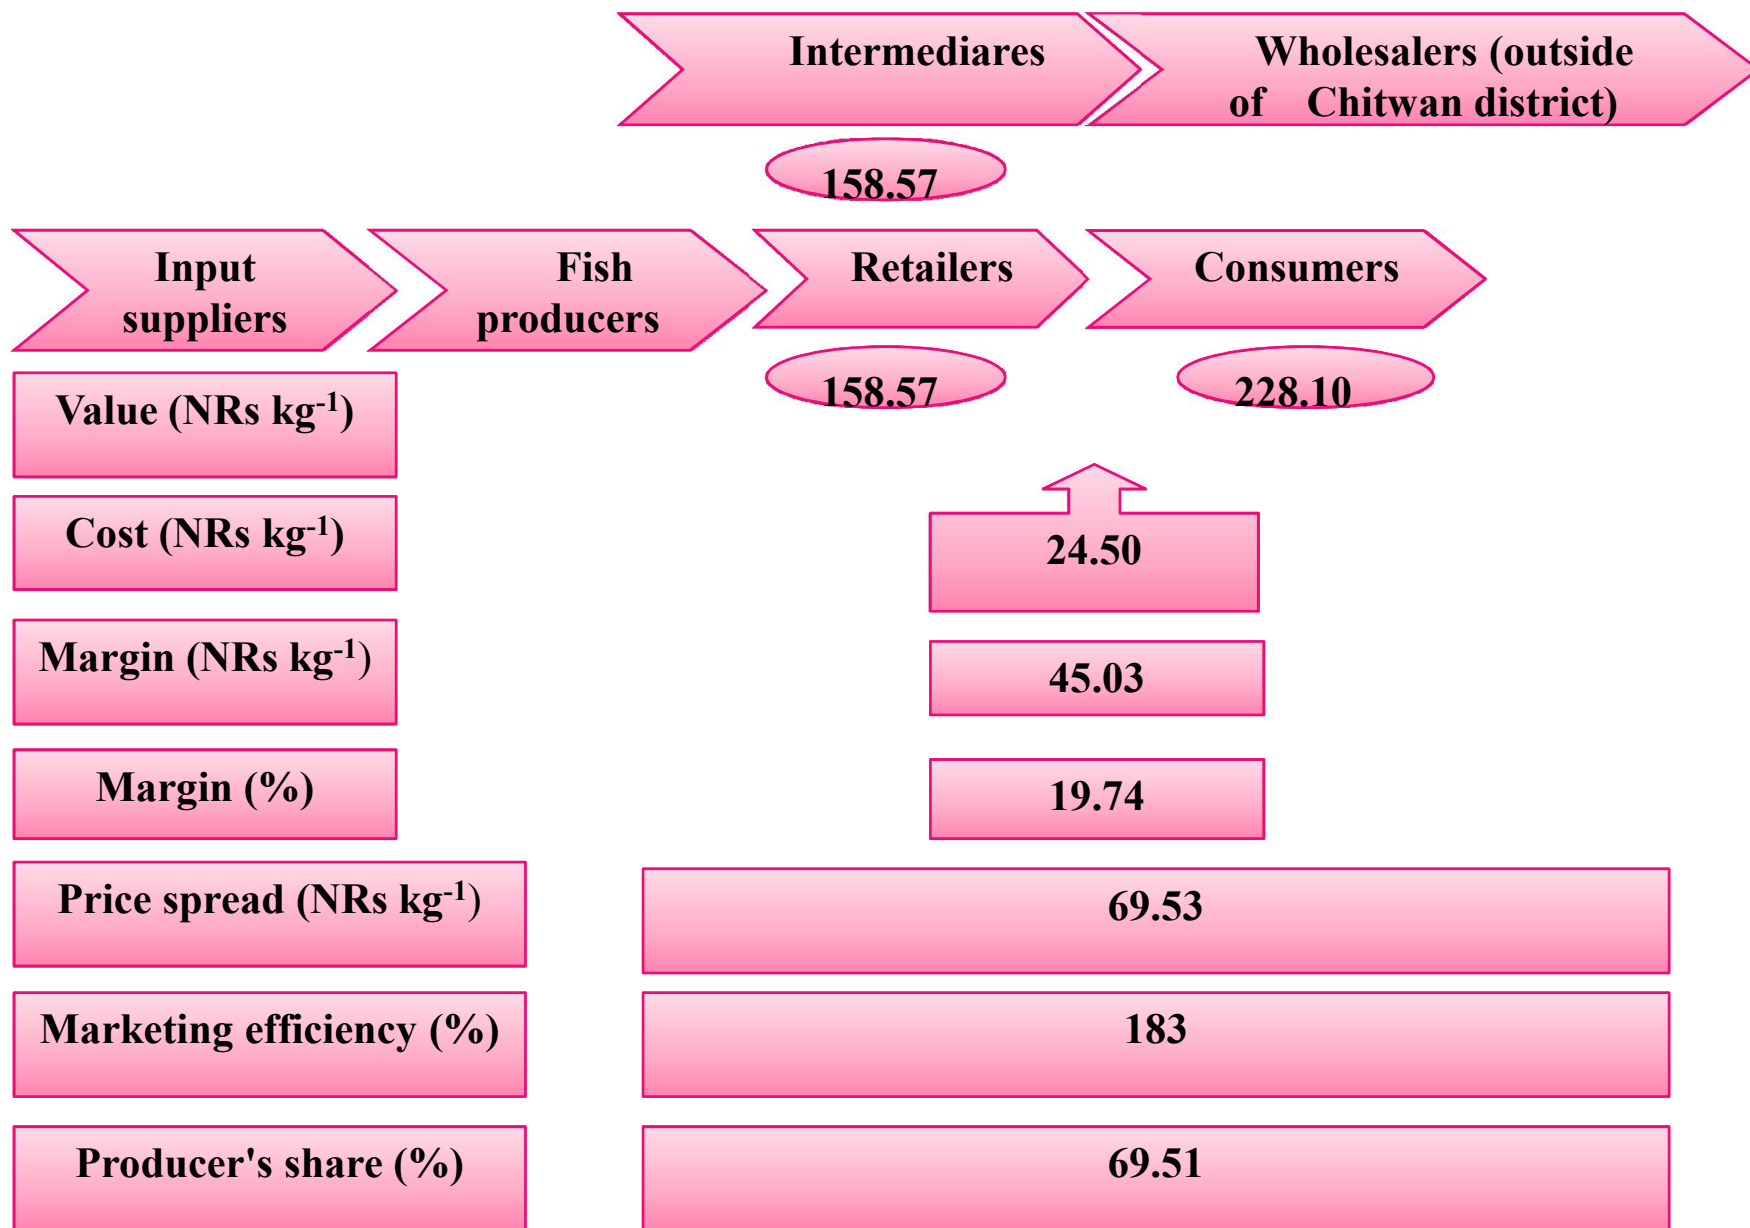 Intermediares
Wholesalers (outside
of Chitwan district)
158.57
Input
suppliers
Fish
producers
Retailers
Consumers
158.57
228.10
Value (NRs kg-1)
Cost (NRs kg-1)
24.50
Margin (NRs kg-1)
45.03
Margin (%)
19.74
Price spread (NRs kg-1)
69.53
Marketing efficiency (%)
183
Producer's share (%)
69.51